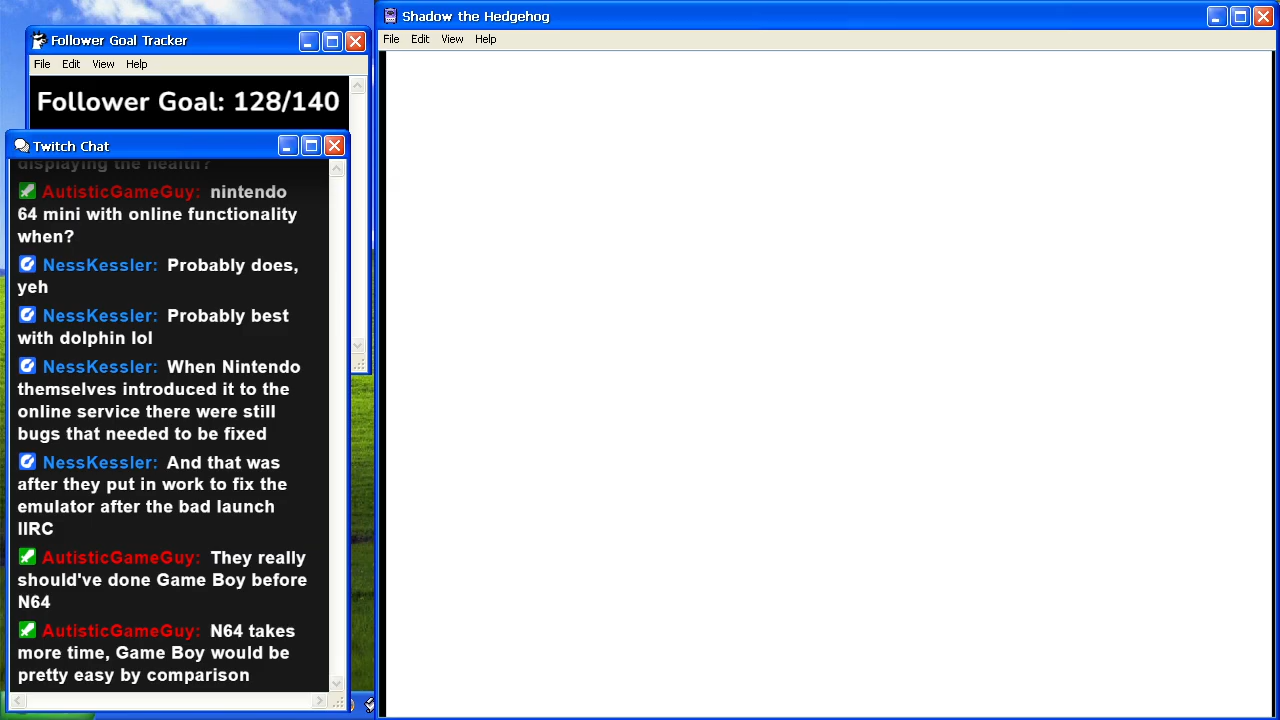 Shadow the Hedgehog
File Edit View Help
Follower Goal Tracker
File Edit View Help
Follower Goal: 128/140
Twitch Chat
displaying the health?
AutisticGameGuy: nintendo
64 mini with online functionality
when?
NessKessler: Probably does,
yeh
NessKessler: Probably best
with dolphin lol
NessKessler: When Nintendo
themselves introduced it to the
online service there were still
bugs that needed to be fixed
NessKessler: And that was
after they put in work to fix the
emulator after the bad launch
IIRC
AutisticGameGuy: They really
should've done Game Boy before
N64
AutisticGameGuy: N64 takes
more time, Game Boy would be
pretty easy by comparison